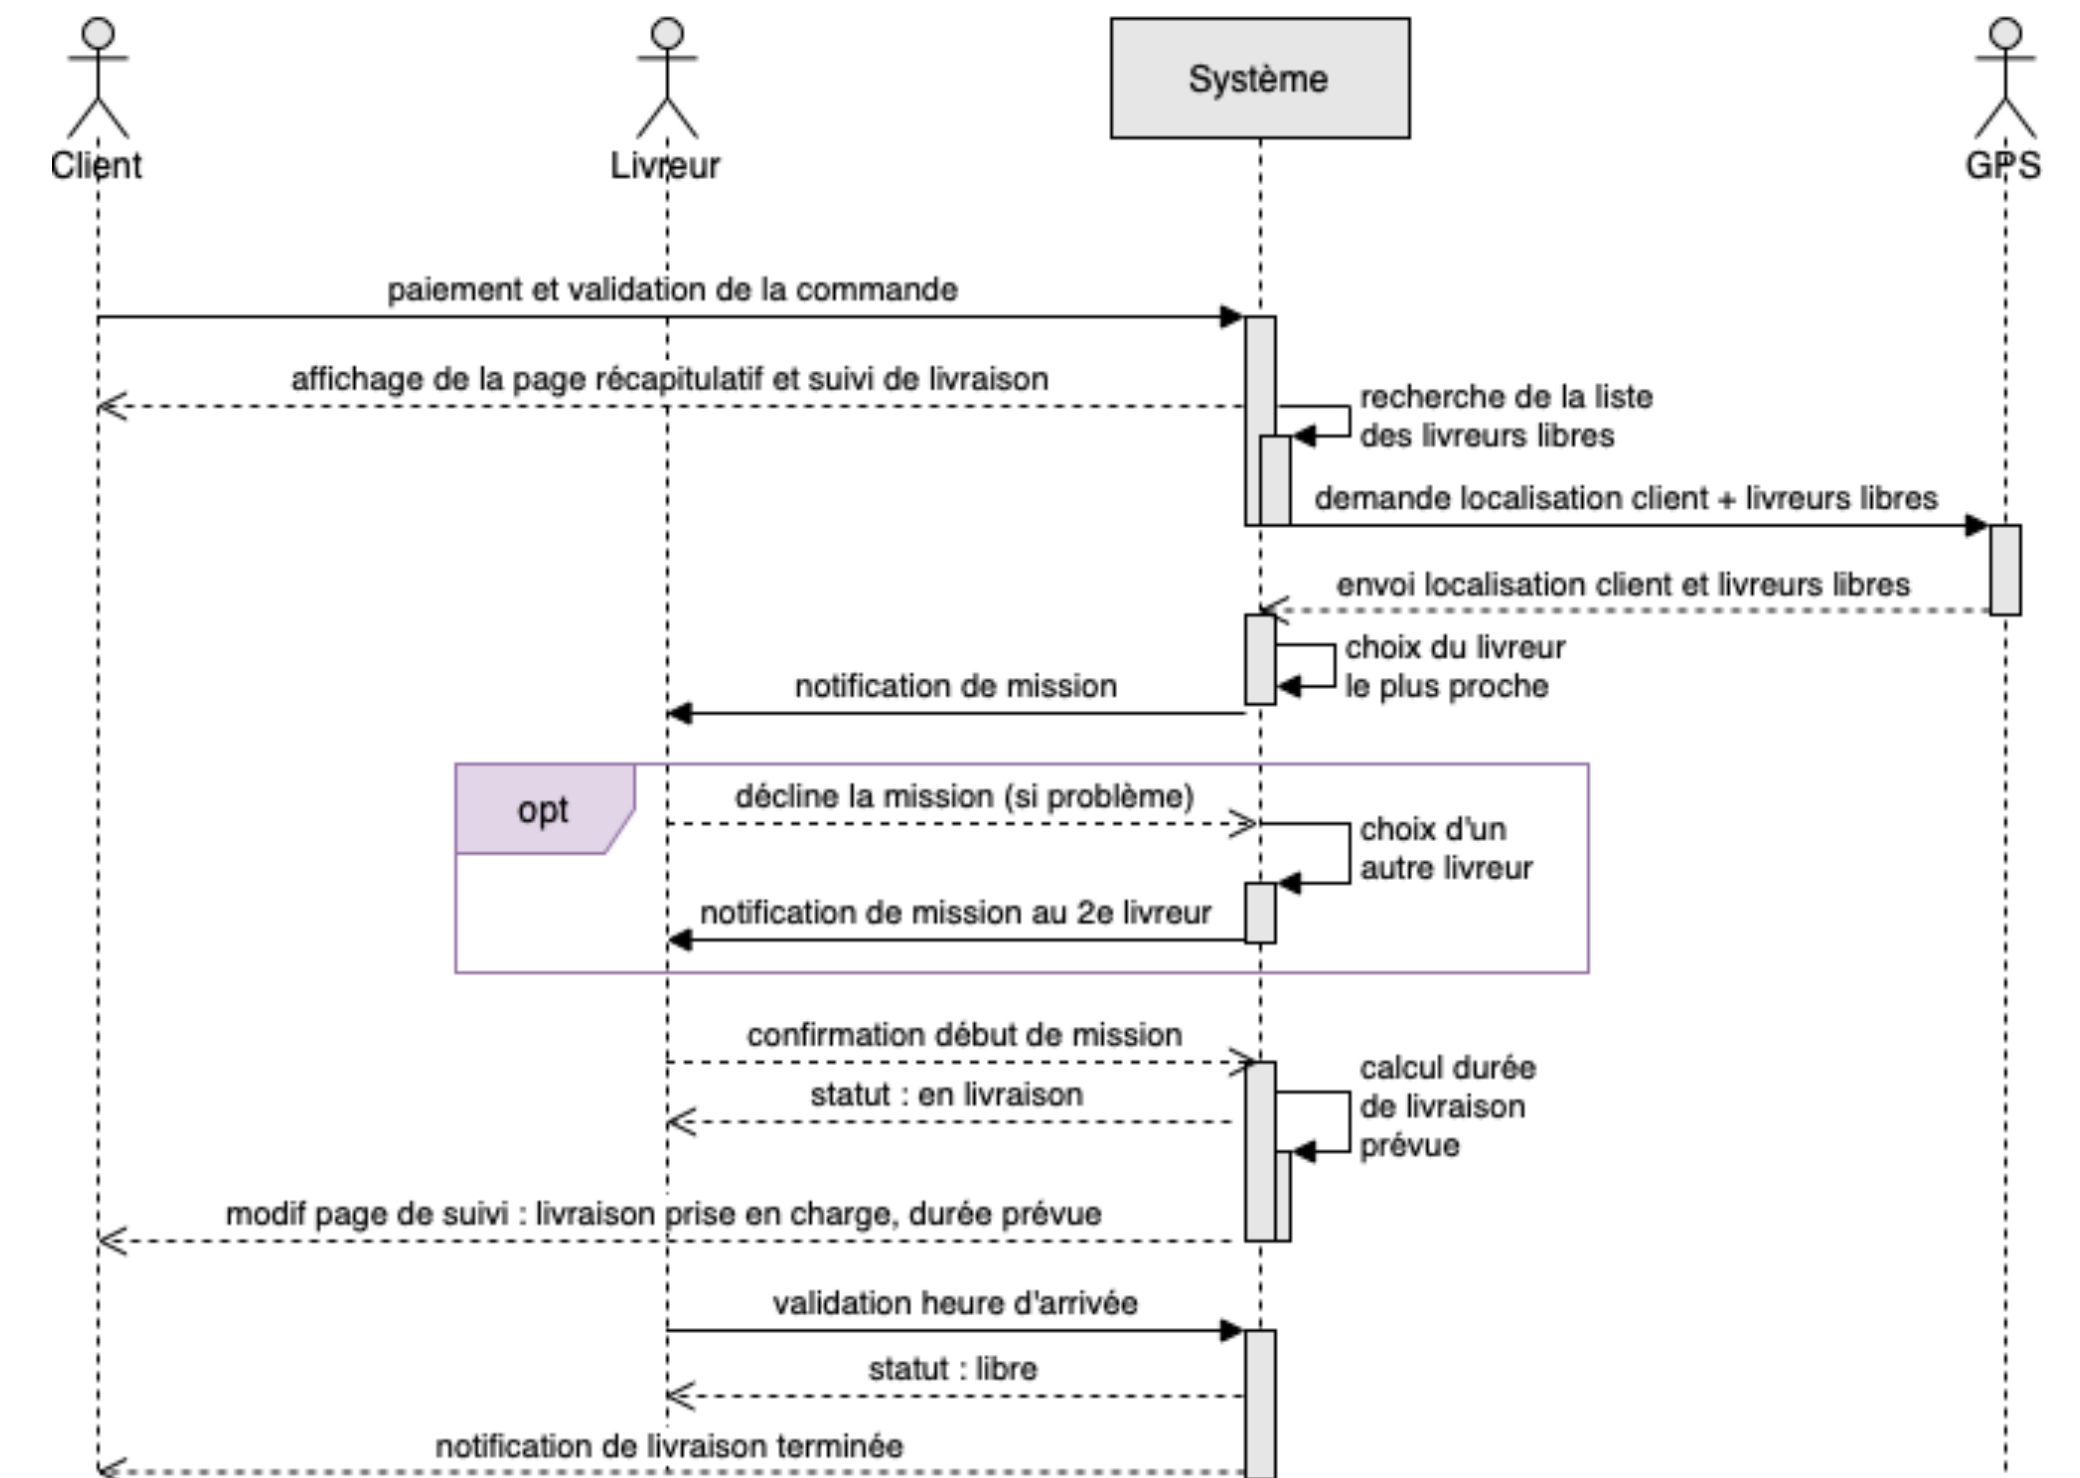 Client
Livreur
Système
GPS
paiement et validation de la commande
affichage de la page récapitulatif et suivi de livraison
recherche de la liste
des livreurs libres
demande localisation client + livreurs libres
envoi localisation client et livreurs libres
choix du livreur
le plus proche
notification de mission
opt
décline la mission (si problème)
choix d'un
autre livreur
notification de mission au 2e livreur
confirmation début de mission
calcul durée
de livraison
prévue
statut : en livraison
modif page de suivi : livraison prise en charge, durée prévue
validation heure d'arrivée
statut : libre
notification de livraison terminée